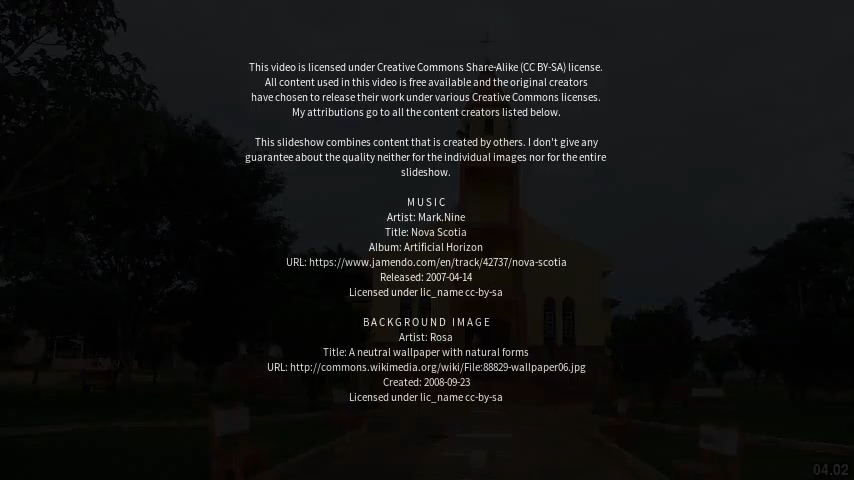 This video is licensed under Creative Commons Share-Alike (CC BY-SA) license.
All content used in this video is free available and the original creators
have chosen to release their work under various Creative Commons licenses.
My attributions go to all the content creators listed below.
This slideshow combines content that is created by others. I don't give any
guarantee about the quality neither for the individual images nor for the entire
slideshow.
MUSIC
Artist: Mark.Nine
Title: Nova Scotia
Album: Artificial Horizon
URL: https://www.jamendo.com/en/track/42737/nova-scotia
Released: 2007-04-14
Licensed under lic_name cc-by-sa
BACKGROUND IMAGE
Artist: Rosa
Title: A neutral wallpaper with natural forms
URL: http://commons.wikimedia.org/wiki/File:88829-wallpaper06.jpg
Created: 2008-09-23
Licensed under lic_name cc-by-sa
04.02